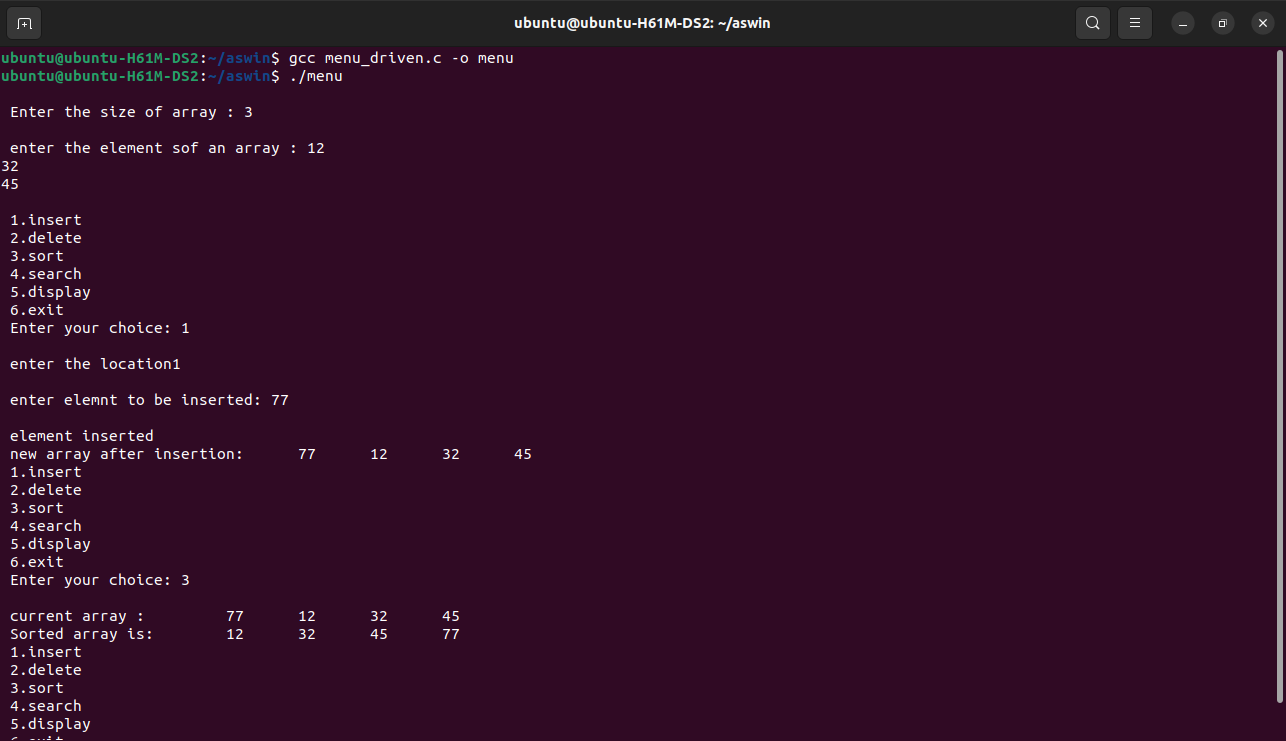 ubuntu@ubuntu-H61M-DS2: ~/aswin
ubuntu@ubuntu-H61M-DS2:~/aswin$ gcc menu_driven.c -o menu
ubuntu@ubuntu-H61M-DS2:~/aswin$ ./menu
Enter the size of array : 3
enter the element sof an array : 12
32
45
1.insert
2.delete
3.sort
4.search
5.display
6.exit
Enter your choice: 1
enter the location1
enter elemnt to be inserted: 77
element inserted
new array after insertion: 77 12 32 45
1.insert
2.delete
3.sort
4.search
5.display
6.exit
Enter your choice: 3
current array : 77 12 32 45
Sorted array is: 12 32 45 77
1.insert
2.delete
3.sort
4.search
5.display
6.exit